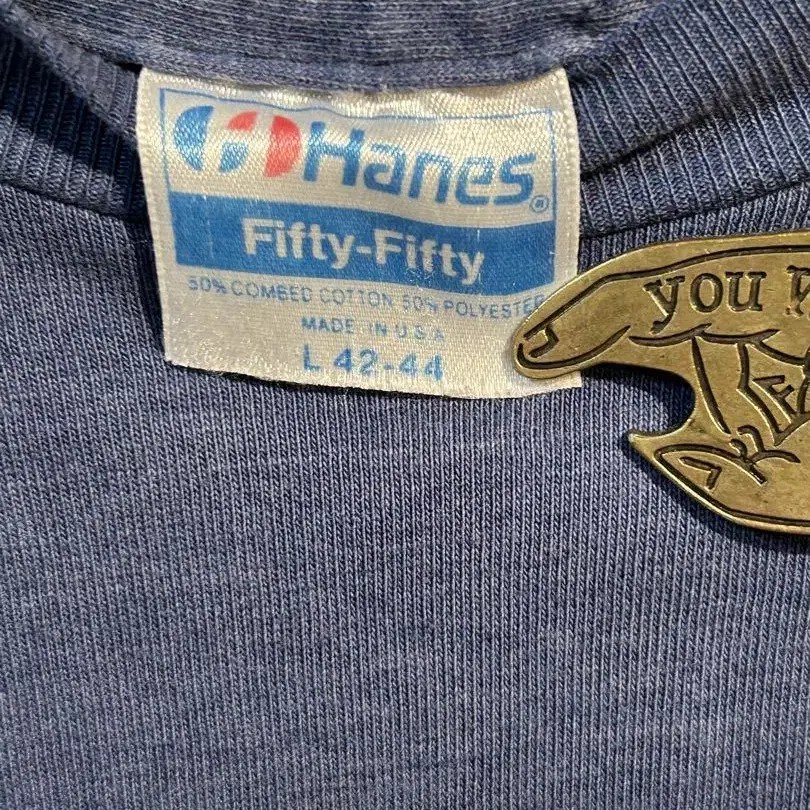 Hanes®
Fifty-Fifty
50% COMBED COTTON 50% POLYESTER
MADE IN U.S.A
L 42-44
you